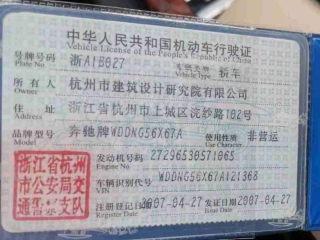 中华人民共和国机动车行驶证
Vehicle License of the People's Republic of China
号牌号码 浙A1B627 车辆类型 轿车
Plate No.
所有人 杭州市建筑设计研究院有限公司
Owner
住址 浙江省杭州市上城区浣纱路102号
Address
品牌型号 奔驰牌WDDNG56X67A 使用性质 非营运
Model
发动机号码 27296530571065
Engine No.
车辆识别代号 WDDNG56X67A121368
VIN
注册登记日期 2007-04-27 发证日期 2007-04-27
Register Date Issue Date
浙江省杭州
市公安局交
通警察支队